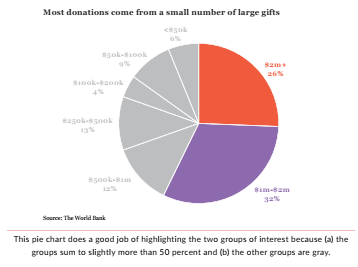 Most donations come from a small number of large gifts
<$50k
6%
$50k-$100k
9%
$2m+
26%
$100k-$200k
4%
$250k-$500k
13%
$500k-$1m
12%
$1m-$2m
32%
Source: The World Bank
This pie chart does a good job of highlighting the two groups of interest because (a) the
groups sum to slightly more than 50 percent and (b) the other groups are gray.